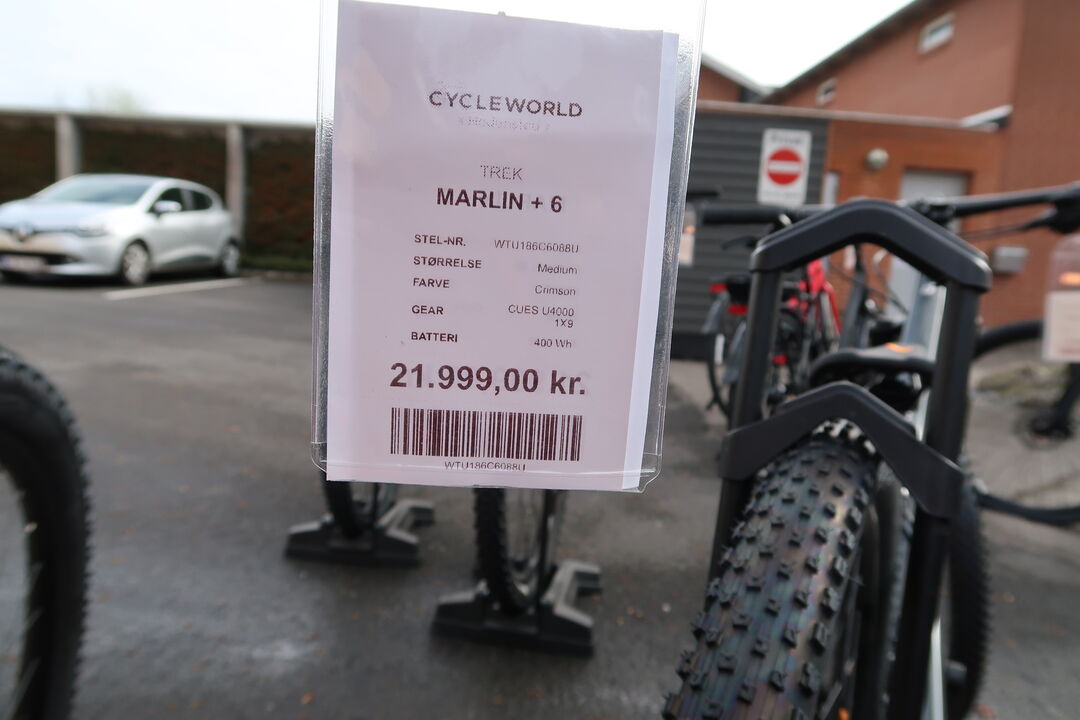 CYCLEWORLD
TREK
MARLIN + 6
STEL-NR. WTU186C6088U
STØRRELSE Medium
FARVE Crimson
GEAR CUES U4000
1X9
BATTERI 400 Wh
21.999,00 kr.
WTU186C6088U